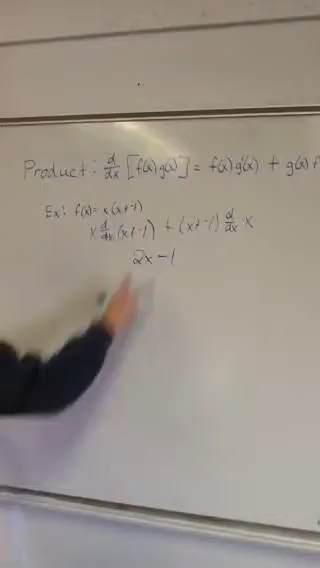 Product: d/dx [f(x)g(x)] = f(x)g'(x) + g(x)f
Ex: f(x)= x(x+-1)
x d/dx (x+-1) + (x+-1) d/dx x
2x-1